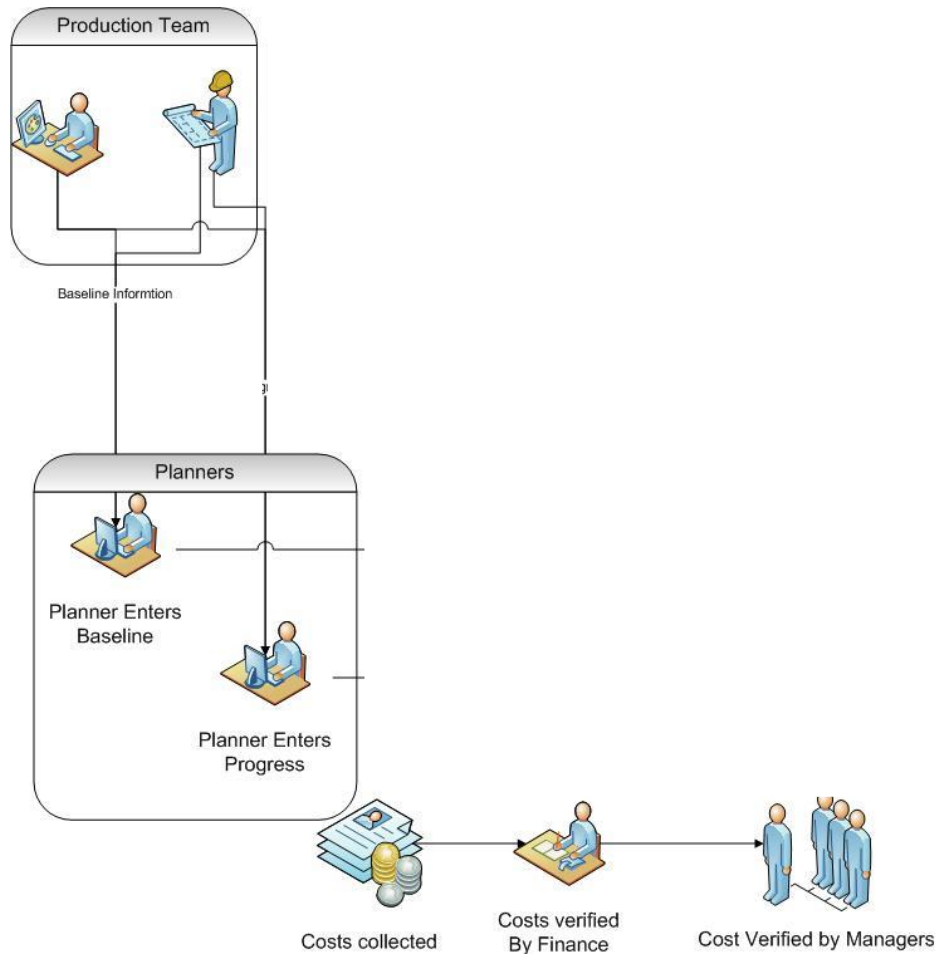 Production Team
Baseline Informtion
Planners
Planner Enters
Baseline
Planner Enters
Progress
Costs collected
Costs verified
By Finance
Cost Verified by Managers